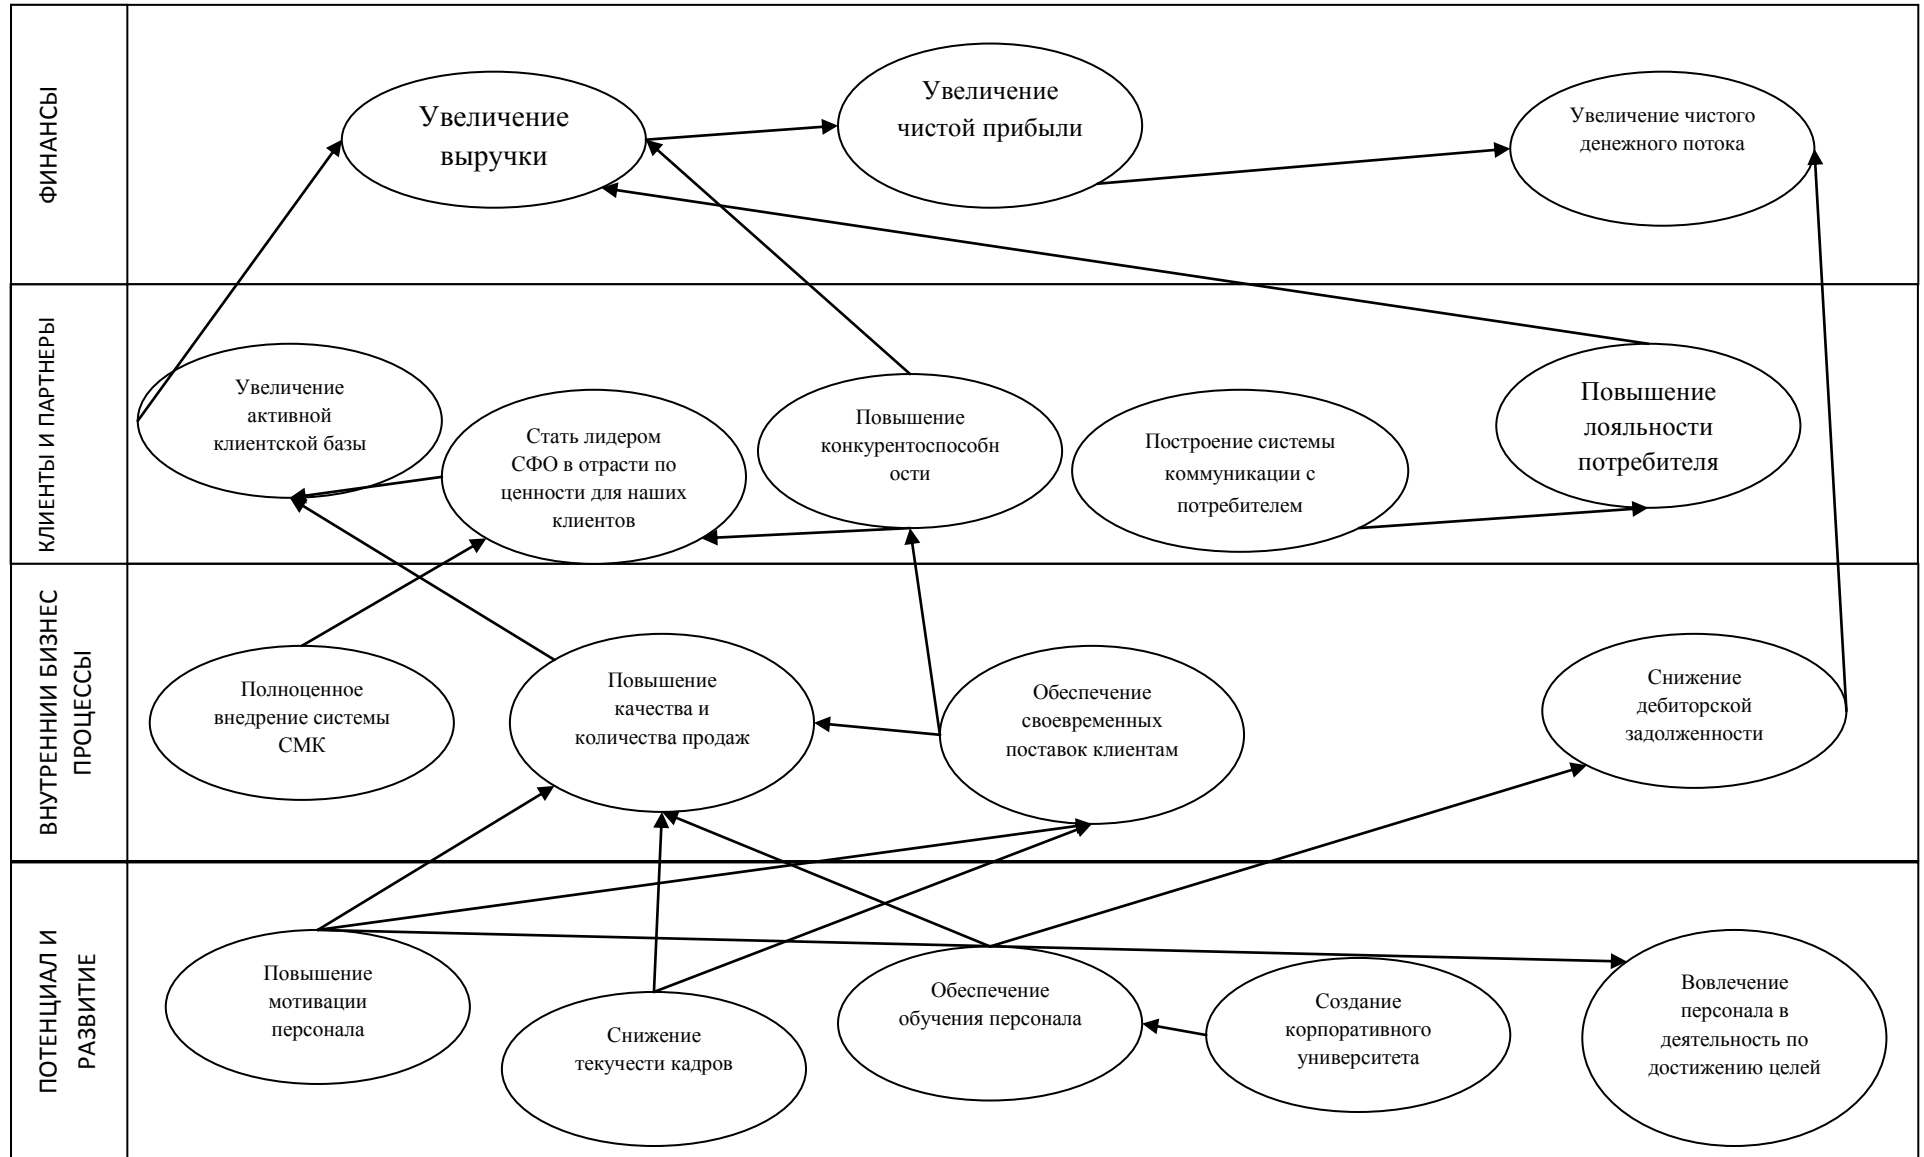 ФИНАНСЫ
Увеличение
выручки
Увеличение
чистой прибыли
Увеличение чистого
денежного потока
КЛИЕНТЫ И ПАРТНЕРЫ
Увеличение
активной
клиентской базы
Стать лидером
СФО в отрасти по
ценности для наших
клиентов
Повышение
конкурентоспособн
ости
Построение системы
коммуникации с
потребителем
Повышение
лояльности
потребителя
ВНУТРЕННИИ БИЗНЕС
ПРОЦЕССЫ
Полноценное
внедрение системы
СМК
Повышение
качества и
количества продаж
Обеспечение
своевременных
поставок клиентам
Снижение
дебиторской
задолженности
ПОТЕНЦИАЛ И
РАЗВИТИЕ
Повышение
мотивации
персонала
Снижение
текучести кадров
Обеспечение
обучения персонала
Создание
корпоративного
университета
Вовлечение
персонала в
деятельность по
достижению целей